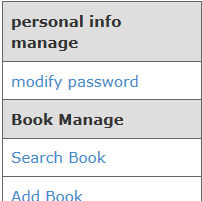 personal info
manage
modify password
Book Manage
Search Book
Add Book